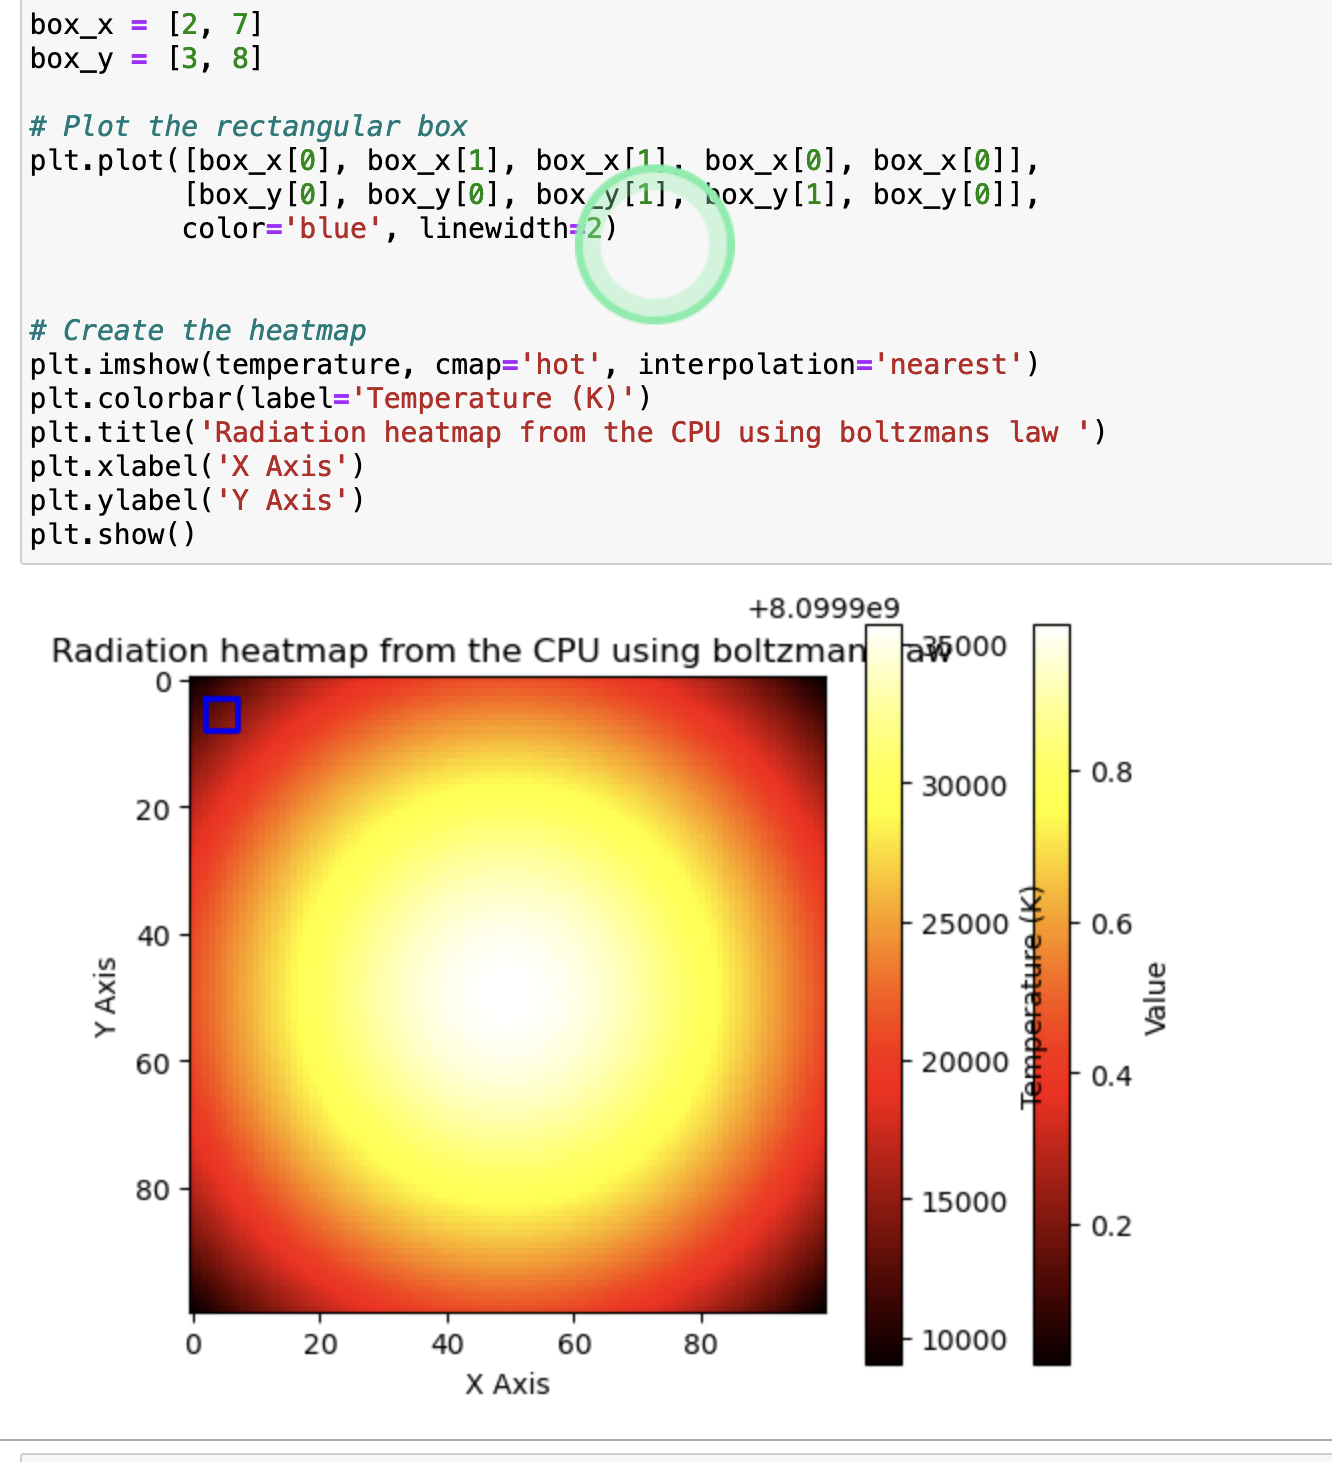 box_x = [2, 7]
box_y = [3, 8]
# Plot the rectangular box
plt.plot([box_x[0], box_x[1], box_x[1], box_x[0], box_x[0]],
[box_y[0], box_y[0], box_y[1], box_y[1], box_y[0]],
color='blue', linewidth=2)
# Create the heatmap
plt.imshow(temperature, cmap='hot', interpolation='nearest')
plt.colorbar(label='Temperature (K)')
plt.title('Radiation heatmap from the CPU using boltzmans law ')
plt.xlabel('X Axis')
plt.ylabel('Y Axis')
plt.show()
+8.0999e9
Radiation heatmap from the CPU using boltzman aw
0
20
40
60
80
Y Axis
0 20 40 60 80
X Axis
35000
30000
25000
20000
15000
10000
Temperature (K)
0.8
0.6
0.4
0.2
Value